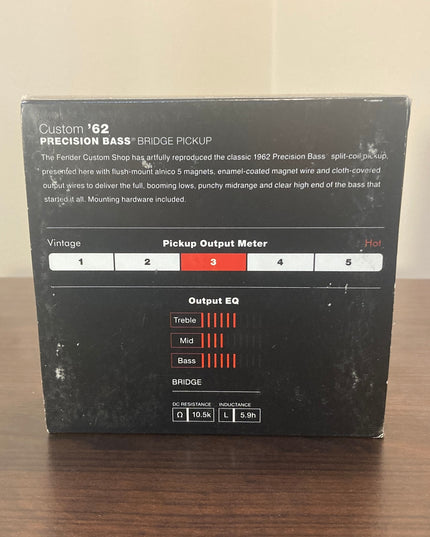 Custom '62
PRECISION BASS® BRIDGE PICKUP
The Fender Custom Shop has artfully reproduced the classic 1962 Precision Bass® split-coil pickup,
presented here with flush-mount alnico 5 magnets, enamel-coated magnet wire and cloth-covered
output wires to deliver the full, booming lows, punchy midrange and clear high end of the bass that
started it all. Mounting hardware included.
Vintage Pickup Output Meter Hot
1 2 3 4 5
Output EQ
Treble
Mid
Bass
BRIDGE
DC RESISTANCE INDUCTANCE
Ω 10.5k L 5.9h